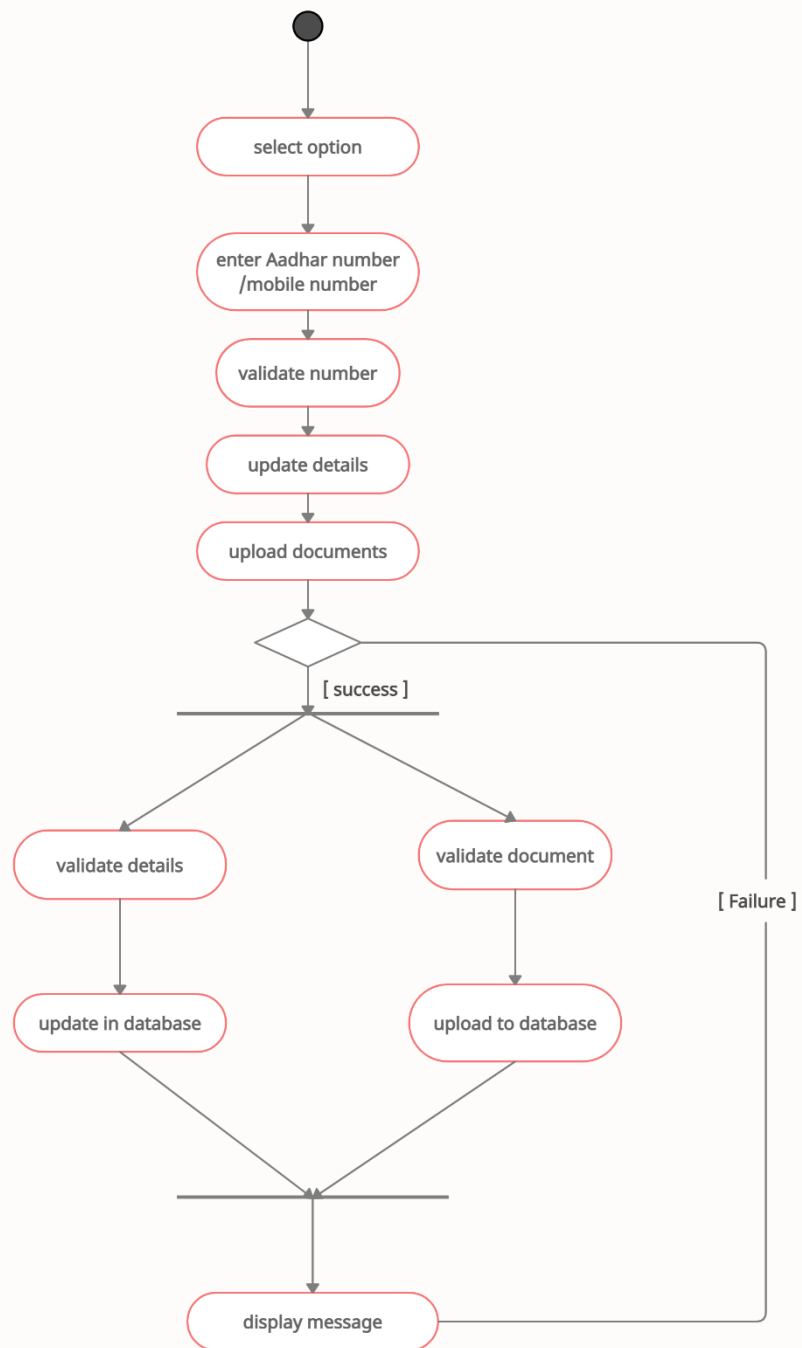 select option
enter Aadhar number
/mobile number
validate number
update details
upload documents
[ success ]
validate details
validate document
[ Failure ]
update in database
upload to database
display message